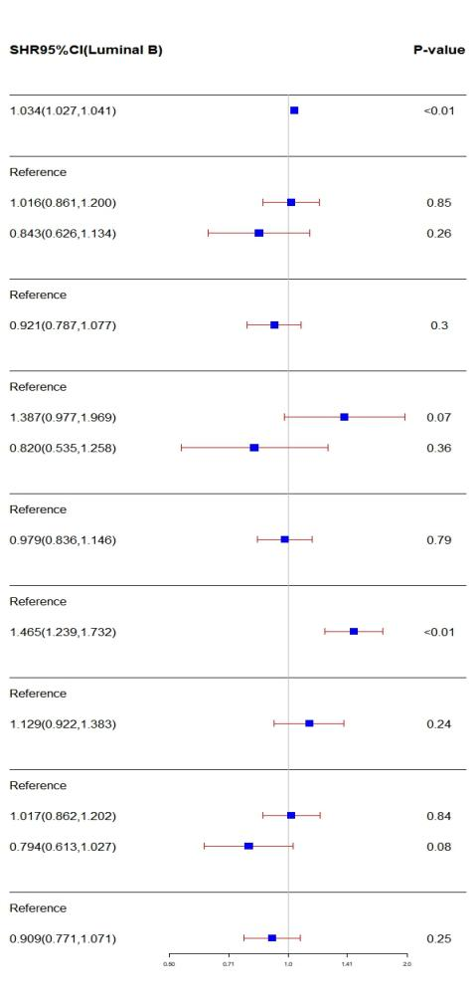 SHR95%CI(Luminal B) P-value
1.034(1.027,1.041) <0.01
Reference
1.016(0.861,1.200) 0.85
0.843(0.626,1.134) 0.26
Reference
0.921(0.787,1.077) 0.3
Reference
1.387(0.977,1.969) 0.07
0.820(0.535,1.258) 0.36
Reference
0.979(0.836,1.146) 0.79
Reference
1.465(1.239,1.732) <0.01
Reference
1.129(0.922,1.383) 0.24
Reference
1.017(0.862,1.202) 0.84
0.794(0.613,1.027) 0.08
Reference
0.909(0.771,1.071) 0.25
0.50 0.71 1.0 1.41 2.0